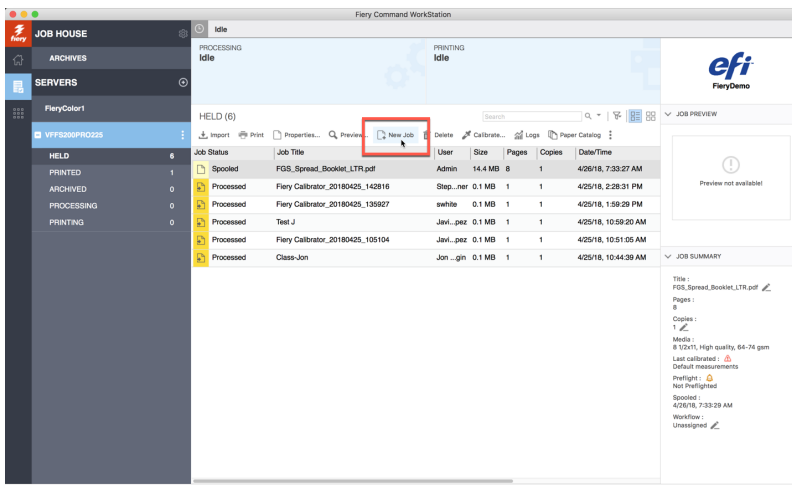 Fiery Command WorkStation
fiery
JOB HOUSE
ARCHIVES
SERVERS
FieryColor1
VFFS200PRO225
HELD 6
PRINTED 1
ARCHIVED 0
PROCESSING 0
PRINTING 0
Idle
PROCESSING
Idle
PRINTING
Idle
HELD (6)
Search
Import Print Properties... Preview... New Job Delete Calibrate... Logs Paper Catalog
Job Status Job Title User Size Pages Copies Date/Time
Spooled FGS_Spread_Booklet_LTR.pdf Admin 14.4 MB 8 1 4/26/18, 7:33:27 AM
Processed Fiery Calibrator_20180425_142816 Step...ner 0.1 MB 1 1 4/25/18, 2:28:31 PM
Processed Fiery Calibrator_20180425_135927 swhite 0.1 MB 1 1 4/25/18, 1:59:29 PM
Processed Test J Javi...pez 0.1 MB 1 1 4/25/18, 10:59:20 AM
Processed Fiery Calibrator_20180425_105104 Javi...pez 0.1 MB 1 1 4/25/18, 10:51:05 AM
Processed Class-Jon Jon ...gin 0.1 MB 1 1 4/25/18, 10:44:39 AM
efi
FieryDemo
JOB PREVIEW
Preview not available!
JOB SUMMARY
Title :
FGS_Spread_Booklet_LTR.pdf
Pages :
8
Copies :
1
Media :
8 1/2x11, High quality, 64-74 gsm
Last calibrated :
Default measurements
Preflight :
Not Preflighted
Spooled :
4/26/18, 7:33:29 AM
Workflow :
Unassigned